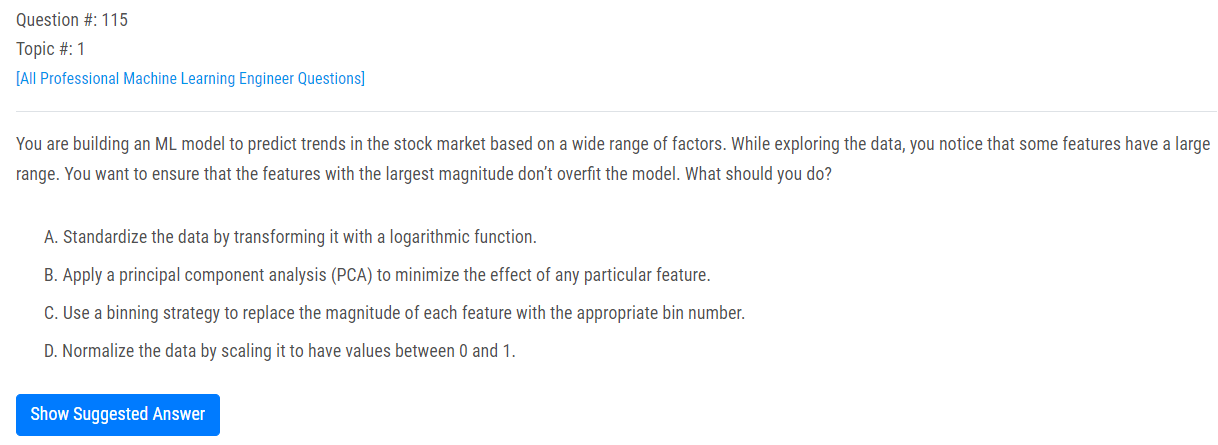 Question #: 115
Topic #: 1
[All Professional Machine Learning Engineer Questions]
You are building an ML model to predict trends in the stock market based on a wide range of factors. While exploring the data, you notice that some features have a large
range. You want to ensure that the features with the largest magnitude don’t overfit the model. What should you do?
A. Standardize the data by transforming it with a logarithmic function.
B. Apply a principal component analysis (PCA) to minimize the effect of any particular feature.
C. Use a binning strategy to replace the magnitude of each feature with the appropriate bin number.
D. Normalize the data by scaling it to have values between 0 and 1.
Show Suggested Answer